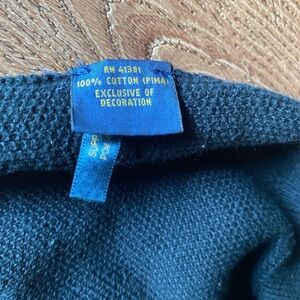 RN 41381
100% COTTON (PIMA)
EXCLUSIVE OF
DECORATION